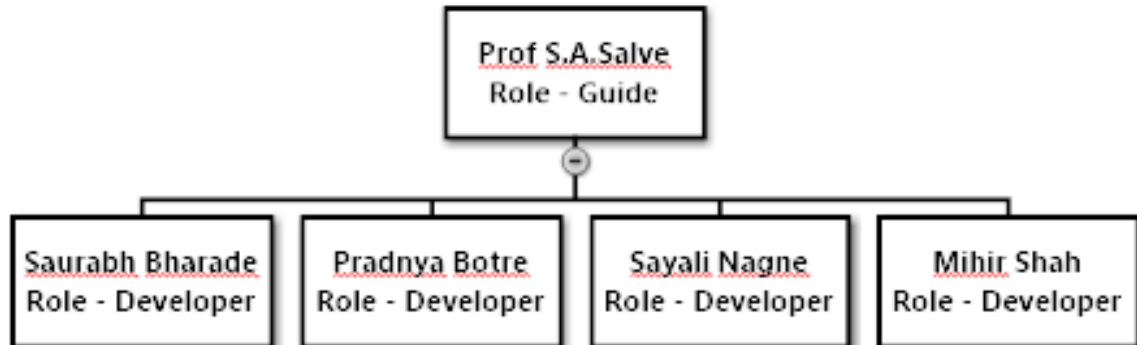 Prof S.A.Salve
Role - Guide
Saurabh Bharade
Role - Developer
Pradnya Botre
Role - Developer
Sayali Nagne
Role - Developer
Mihir Shah
Role - Developer